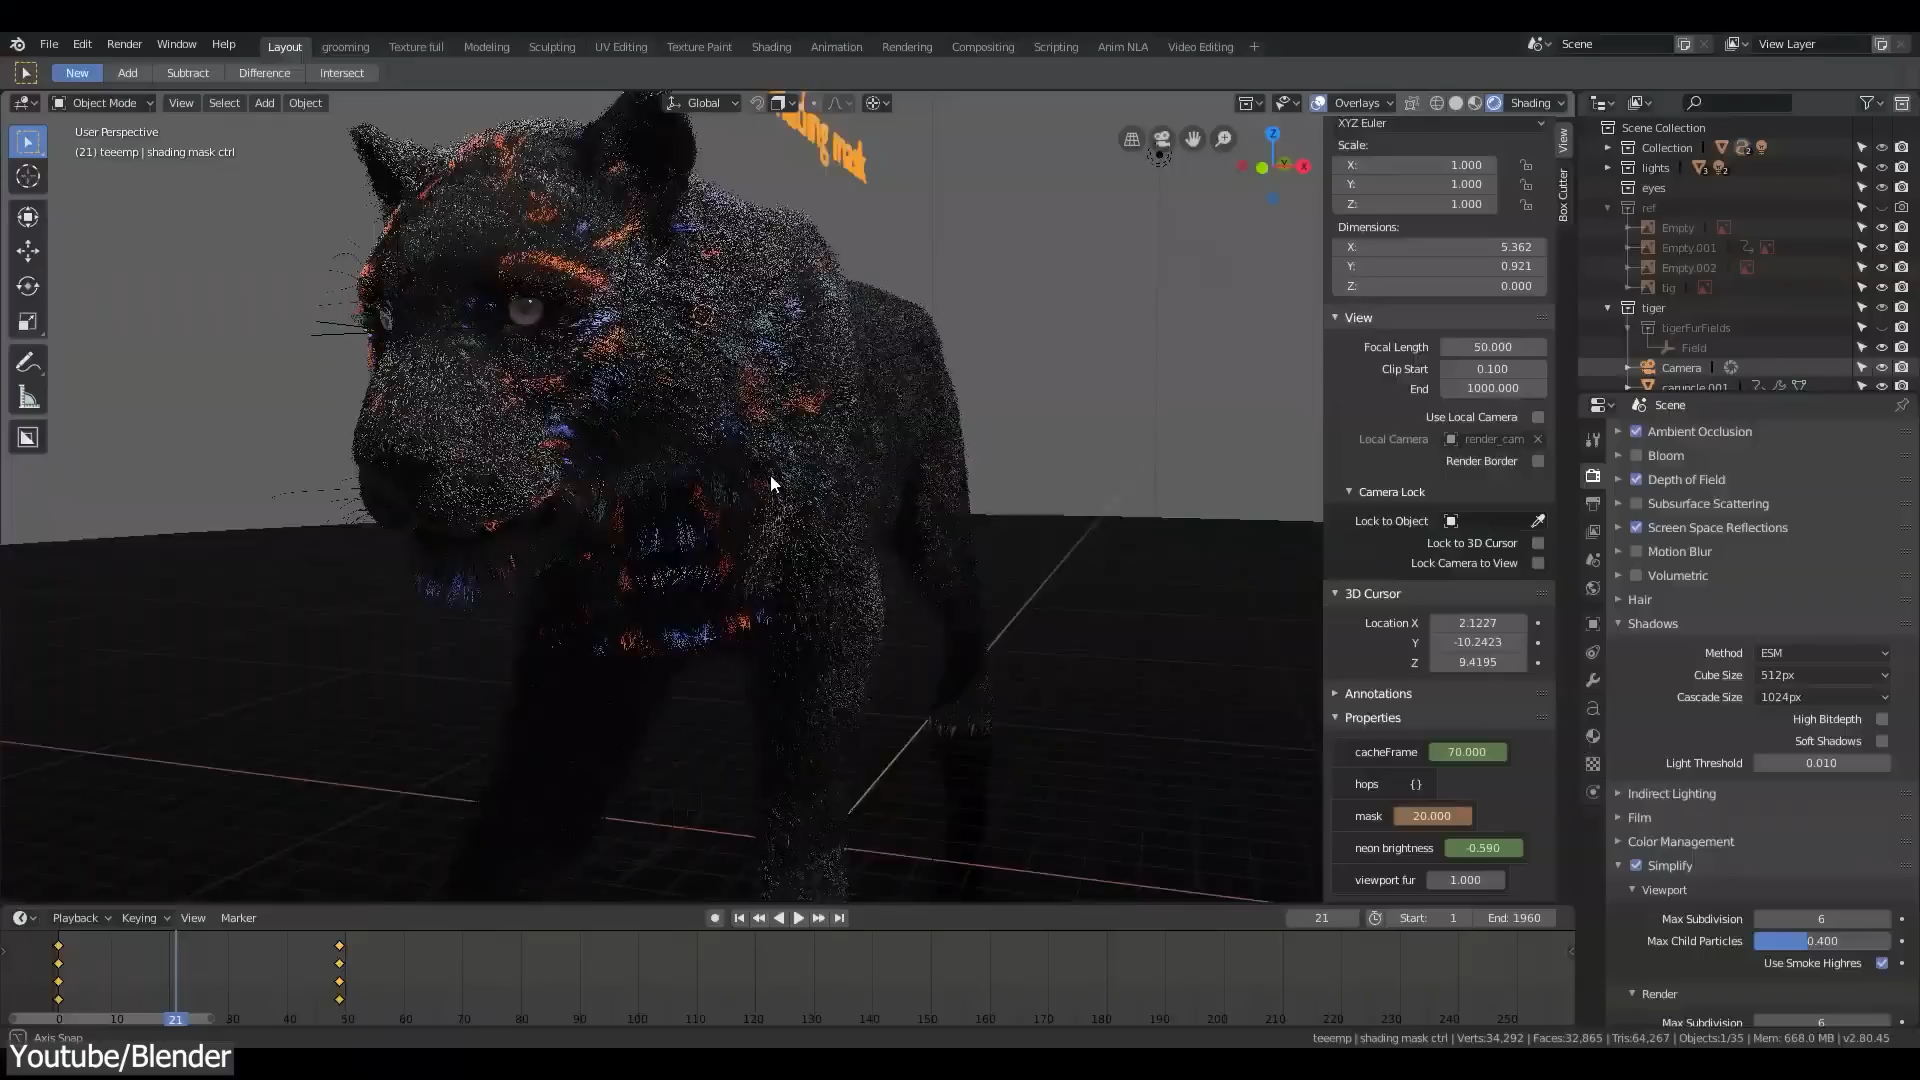 File Edit Render Window Help Layout grooming Texture full Modeling Sculpting UV Editing Texture Paint Shading Animation Rendering Compositing Scripting Anim NLA Video Editing + Scene View Layer
New Add Subtract Difference Intersect
Object Mode View Select Add Object Global Overlays Shading
User Perspective
(21) teeemp | shading mask ctrl
mask
Z
Y
X
View
Box Cutter
XYZ Euler
Scale:
X: 1.000
Y: 1.000
Z: 1.000
Dimensions:
X: 5.362
Y: 0.921
Z: 0.000
View
Focal Length 50.000
Clip Start 0.100
End 1000.000
Use Local Camera
Local Camera render_cam
Render Border
Camera Lock
Lock to Object
Lock to 3D Cursor
Lock Camera to View
3D Cursor
Location X 2.1227
Y -10.2423
Z 9.4195
Annotations
Properties
cacheFrame 70.000
hops {}
mask 20.000
neon brightness -0.590
viewport fur 1.000
Scene Collection
Collection 2
lights 3 2
eyes
ref
Empty
Empty.001
Empty.002
tig
tiger
tigerFurFields
Field
Camera
caruncle.001
Scene
Ambient Occlusion
Bloom
Depth of Field
Subsurface Scattering
Screen Space Reflections
Motion Blur
Volumetric
Hair
Shadows
Method ESM
Cube Size 512px
Cascade Size 1024px
High Bitdepth
Soft Shadows
Light Threshold 0.010
Indirect Lighting
Film
Color Management
Simplify
Viewport
Max Subdivision 6
Max Child Particles 0.400
Use Smoke Highres
Render
Max Subdivision 6
Playback Keying View Marker 21 Start: 1 End: 1960
0 10 21 30 40 50 60 70 80 90 100 110 120 130 140 150 160 170 180 190 200 210 220 230 240 250
Axis Snap
teeemp | shading mask ctrl | Verts:34,292 | Faces:32,865 | Tris:64,267 | Objects:1/35 | Mem: 668.0 MB | v2.80.45
Youtube/Blender